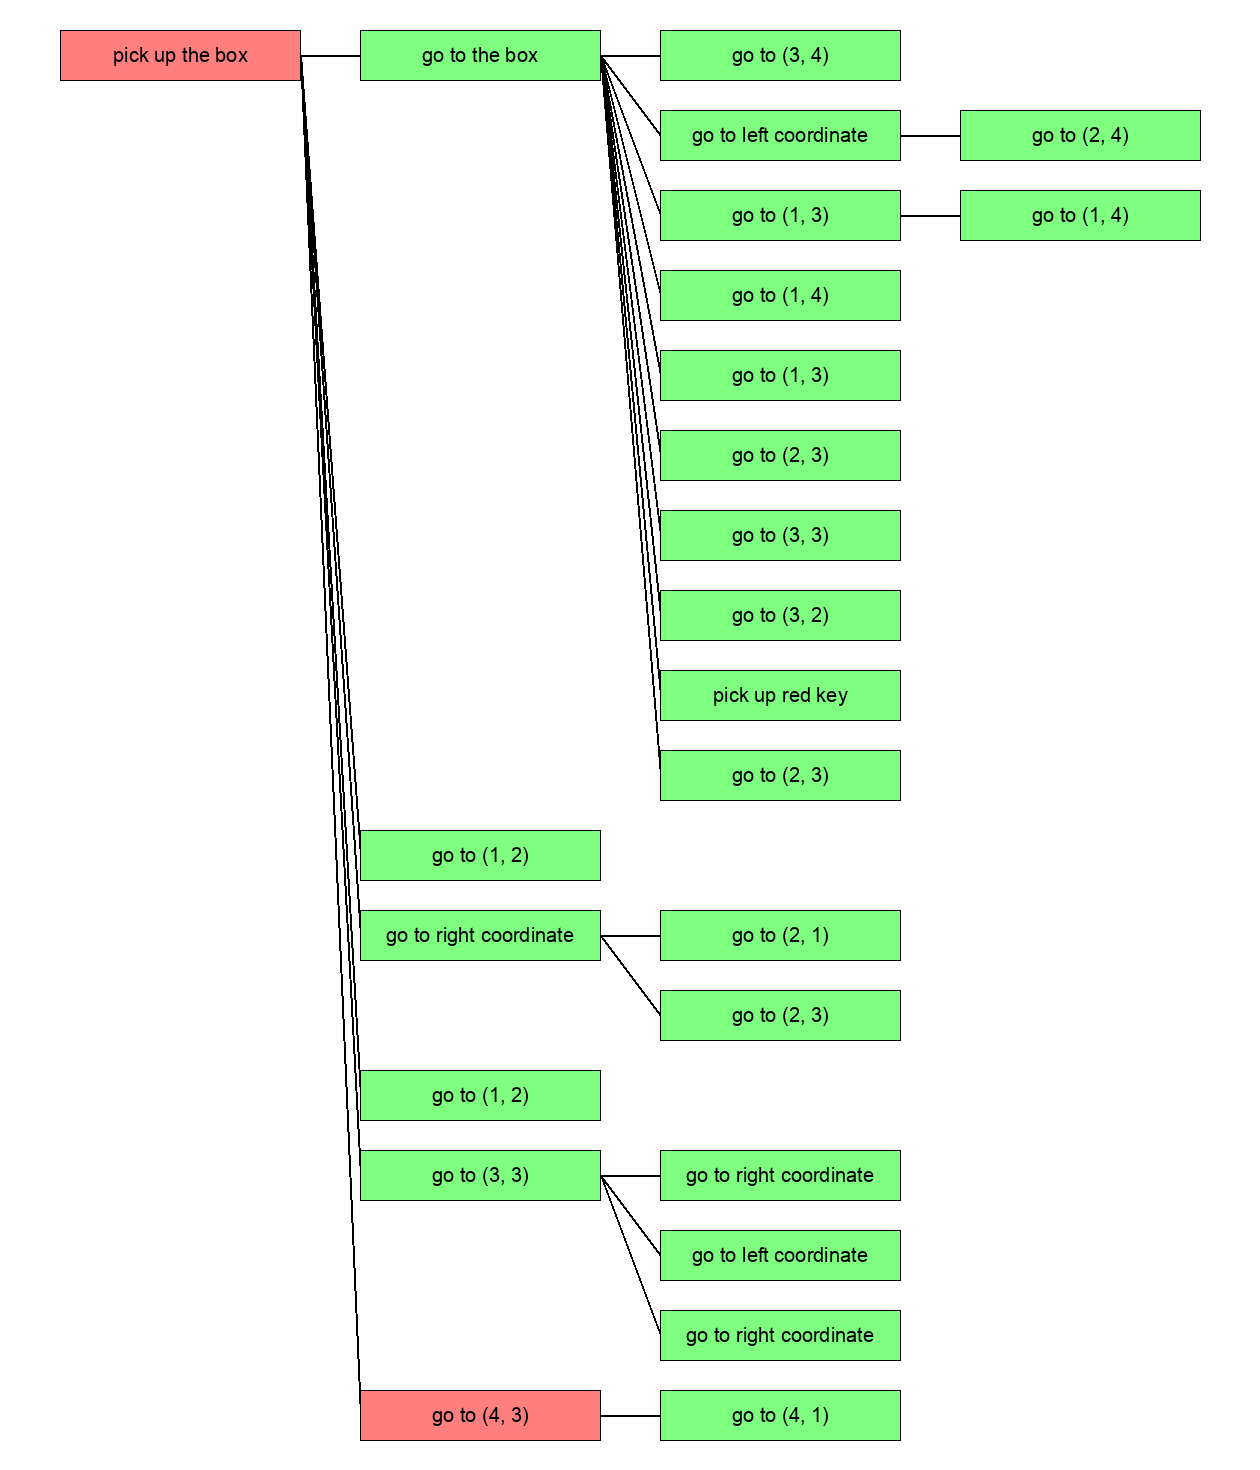 pick up the box
go to the box
go to (3, 4)
go to left coordinate
go to (2, 4)
go to (1, 3)
go to (1, 4)
go to (1, 4)
go to (1, 3)
go to (2, 3)
go to (3, 3)
go to (3, 2)
pick up red key
go to (2, 3)
go to (1, 2)
go to right coordinate
go to (2, 1)
go to (2, 3)
go to (1, 2)
go to (3, 3)
go to right coordinate
go to left coordinate
go to right coordinate
go to (4, 3)
go to (4, 1)